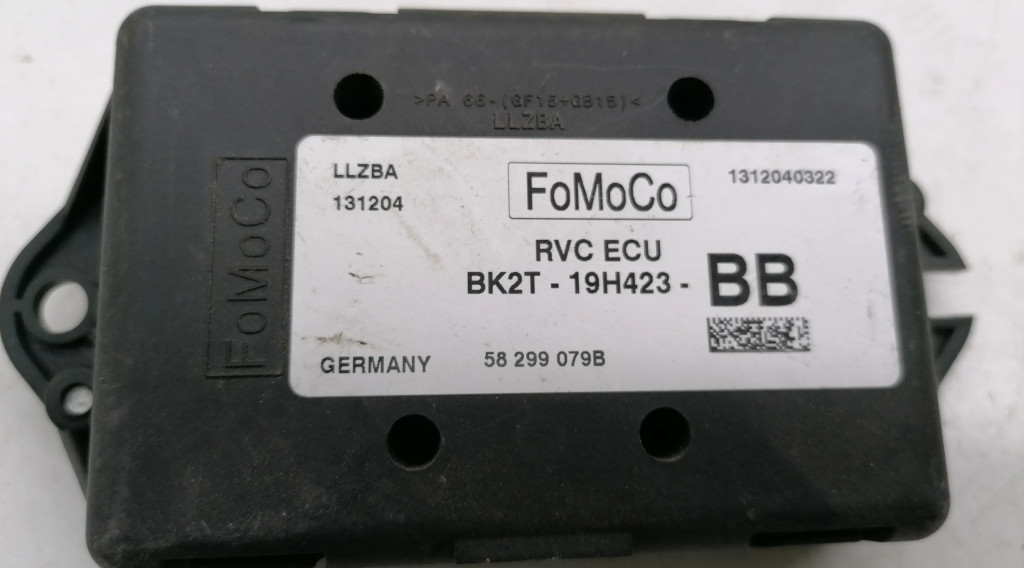 >PA 66-(GF15+GB15)<
LLZBA
FoMoCo
LLZBA
131204
FoMoCo
1312040322
RVC ECU
BK2T - 19H423 - BB
GERMANY
58 299 079B